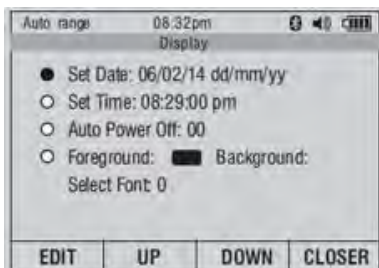 Auto range 08:32pm
Display
Set Date: 06/02/14 dd/mm/yy
Set Time: 08:29:00 pm
Auto Power Off: 00
Foreground: Background:
Select Font: 0
EDIT UP DOWN CLOSER